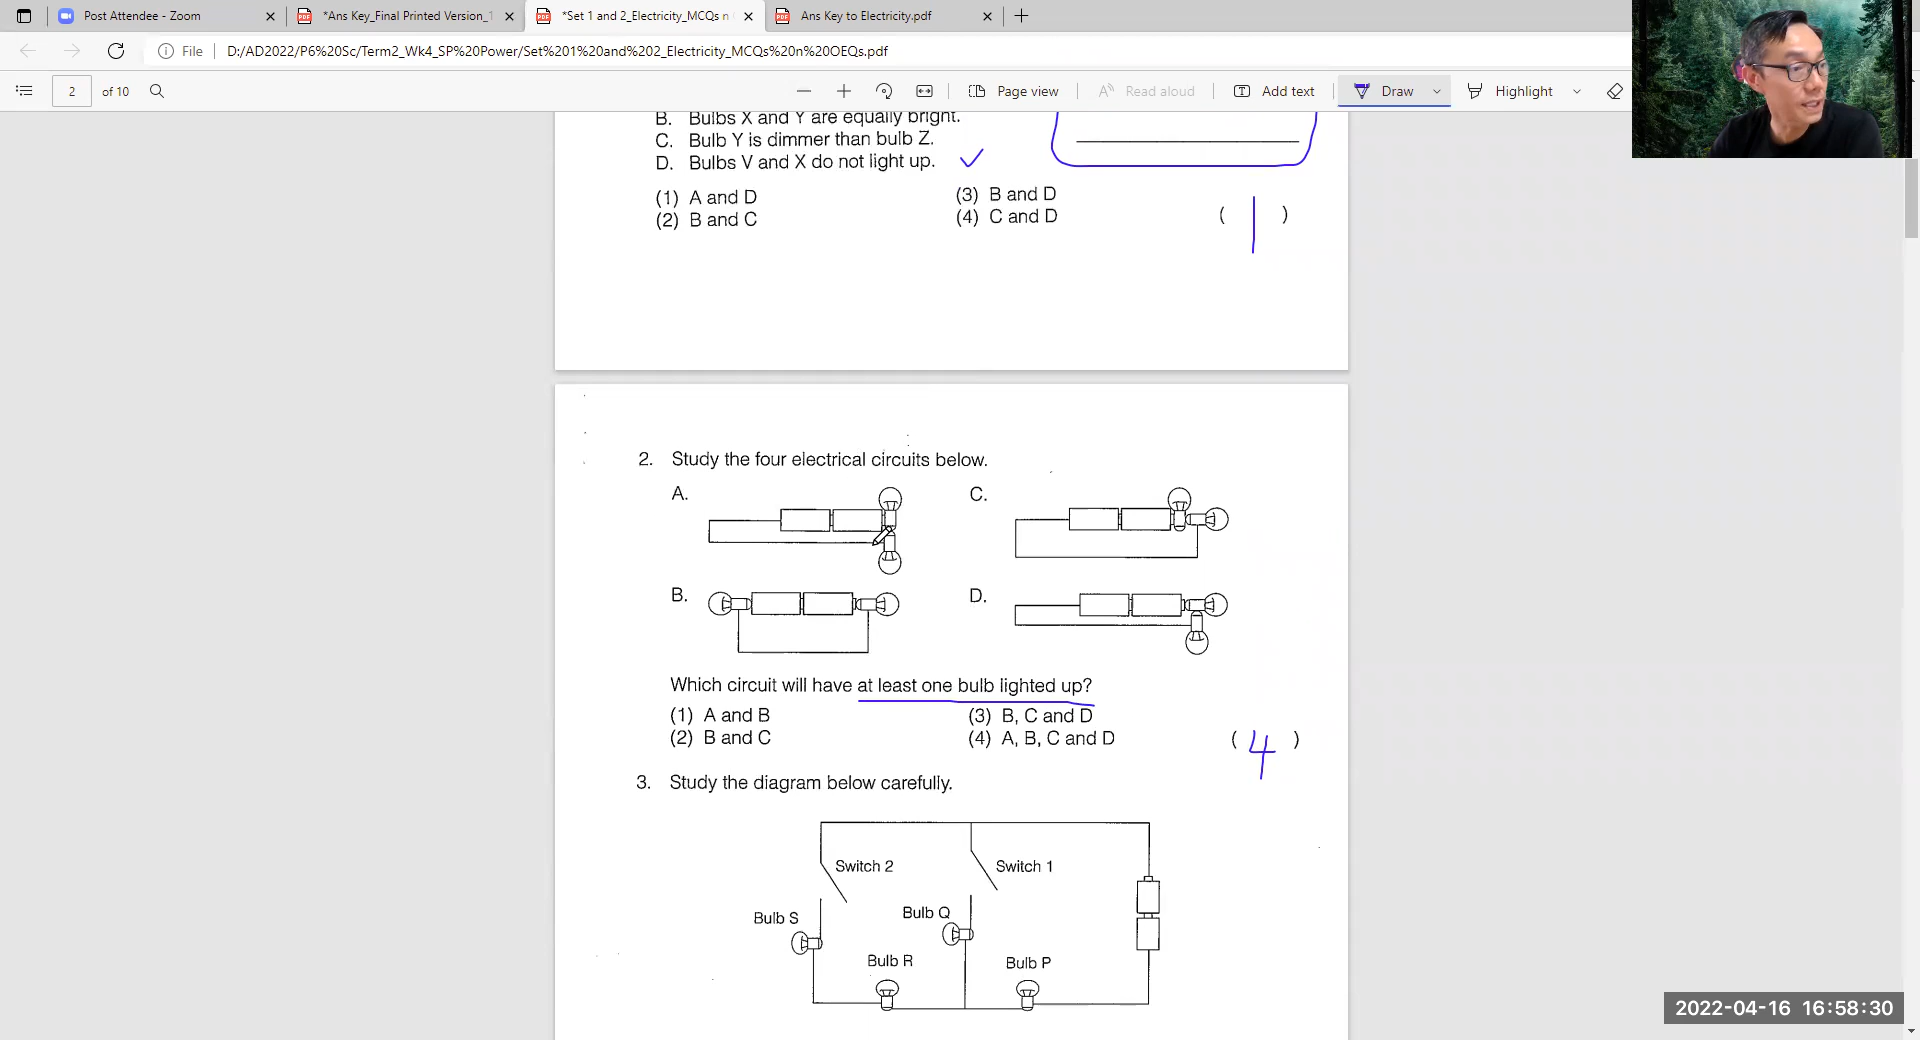 Post Attendee - Zoom
*Ans Key_Final Printed Version_1
*Set 1 and 2_Electricity_MCQs n
Ans Key to Electricity.pdf
File
D:/AD2022/P6%20Sc/Term2_Wk4_SP%20Power/Set%201%20and%202_Electricity_MCQs%20n%20OEQs.pdf
2 of 10
Page view
Read aloud
Add text
Draw
Highlight
B. Bulbs X and Y are equally bright.
C. Bulb Y is dimmer than bulb Z.
D. Bulbs V and X do not light up.
(1) A and D (3) B and D
(2) B and C (4) C and D ( 1 )
2. Study the four electrical circuits below.
A. C.
B. D.
Which circuit will have at least one bulb lighted up?
(1) A and B (3) B, C and D
(2) B and C (4) A, B, C and D ( 4 )
3. Study the diagram below carefully.
Switch 2 Switch 1
Bulb S Bulb Q
Bulb R Bulb P
2022-04-16 16:58:30